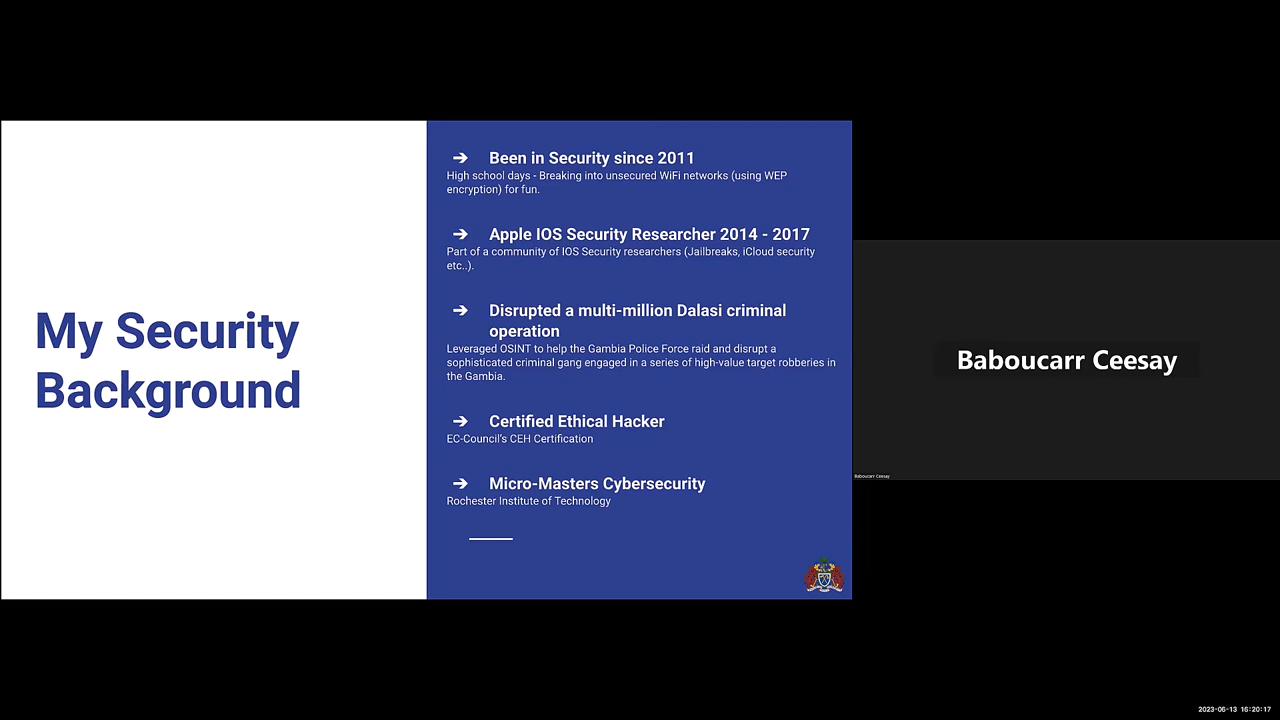 My Security
Background
➔ Been in Security since 2011
High school days - Breaking into unsecured WiFi networks (using WEP
encryption) for fun.
➔ Apple IOS Security Researcher 2014 - 2017
Part of a community of IOS Security researchers (Jailbreaks, iCloud security
etc..).
➔ Disrupted a multi-million Dalasi criminal
operation
Leveraged OSINT to help the Gambia Police Force raid and disrupt a
sophisticated criminal gang engaged in a series of high-value target robberies in
the Gambia.
➔ Certified Ethical Hacker
EC-Council's CEH Certification
➔ Micro-Masters Cybersecurity
Rochester Institute of Technology
Baboucarr Ceesay
Baboucarr Ceesay
2023-06-13 16:20:17